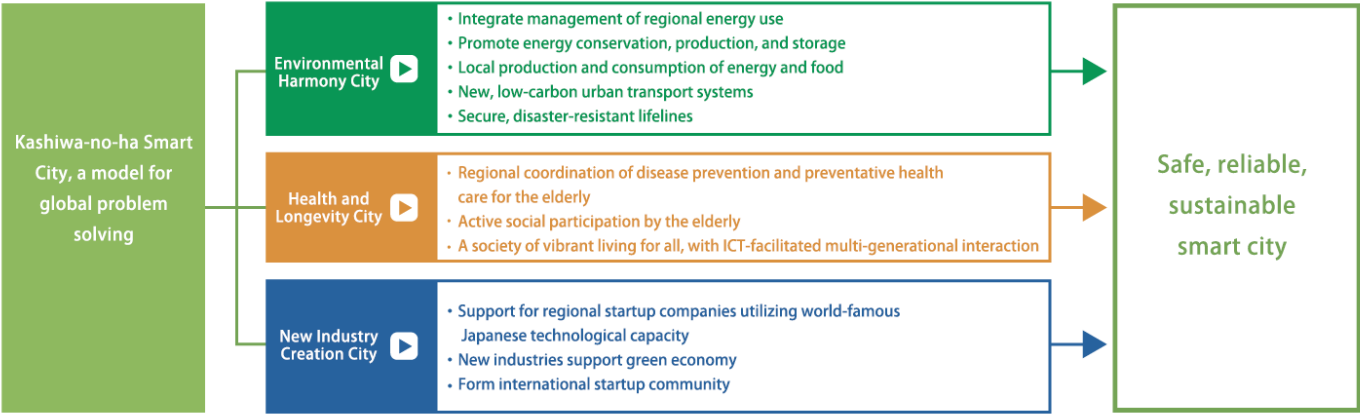 Kashiwa-no-ha Smart
City, a model for
global problem
solving
Environmental
Harmony City
• Integrate management of regional energy use
• Promote energy conservation, production, and storage
• Local production and consumption of energy and food
• New, low-carbon urban transport systems
• Secure, disaster-resistant lifelines
Health and
Longevity City
• Regional coordination of disease prevention and preventative health
care for the elderly
• Active social participation by the elderly
• A society of vibrant living for all, with ICT-facilitated multi-generational interaction
New Industry
Creation City
• Support for regional startup companies utilizing world-famous
Japanese technological capacity
• New industries support green economy
• Form international startup community
Safe, reliable,
sustainable
smart city